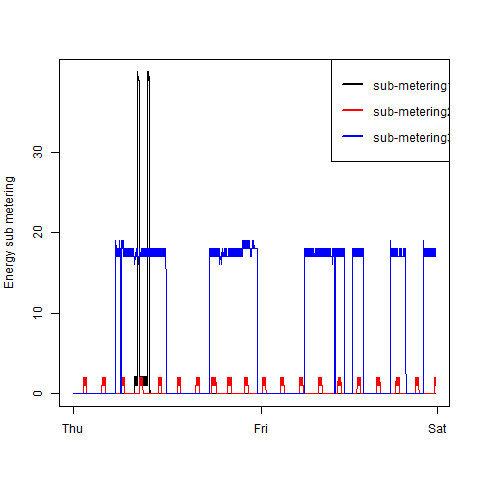 sub-metering1
sub-metering2
sub-metering3
Energy sub metering
30
20
10
0
Thu Fri Sat